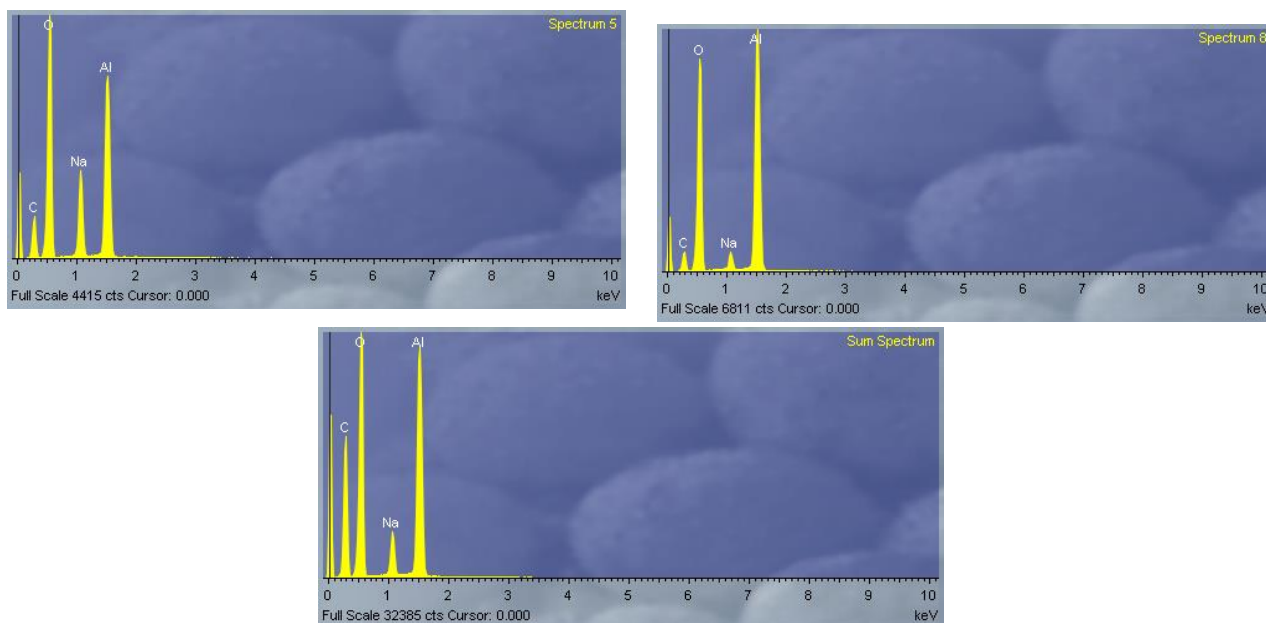 Spectrum 5
O
Al
Na
C
0 1 2 3 4 5 6 7 8 9 10
Full Scale 4415 cts Cursor: 0.000 keV
Spectrum 8
Al
O
Na
C
0 1 2 3 4 5 6 7 8 9 10
Full Scale 6811 cts Cursor: 0.000 keV
Sum Spectrum
O Al
C
Na
0 1 2 3 4 5 6 7 8 9 10
Full Scale 32385 cts Cursor: 0.000 keV